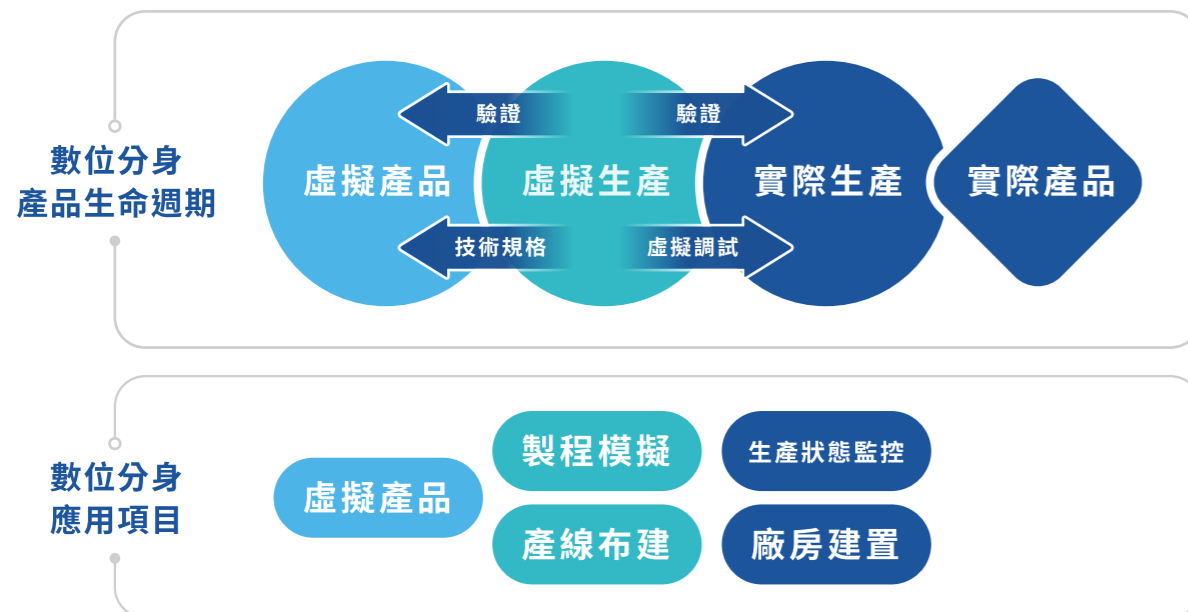 數位分身
產品生命週期
驗證
驗證
虛擬產品
虛擬生產
實際生產
實際產品
技術規格
虛擬調試
數位分身
應用項目
虛擬產品
製程模擬
生產狀態監控
產線布建
廠房建置